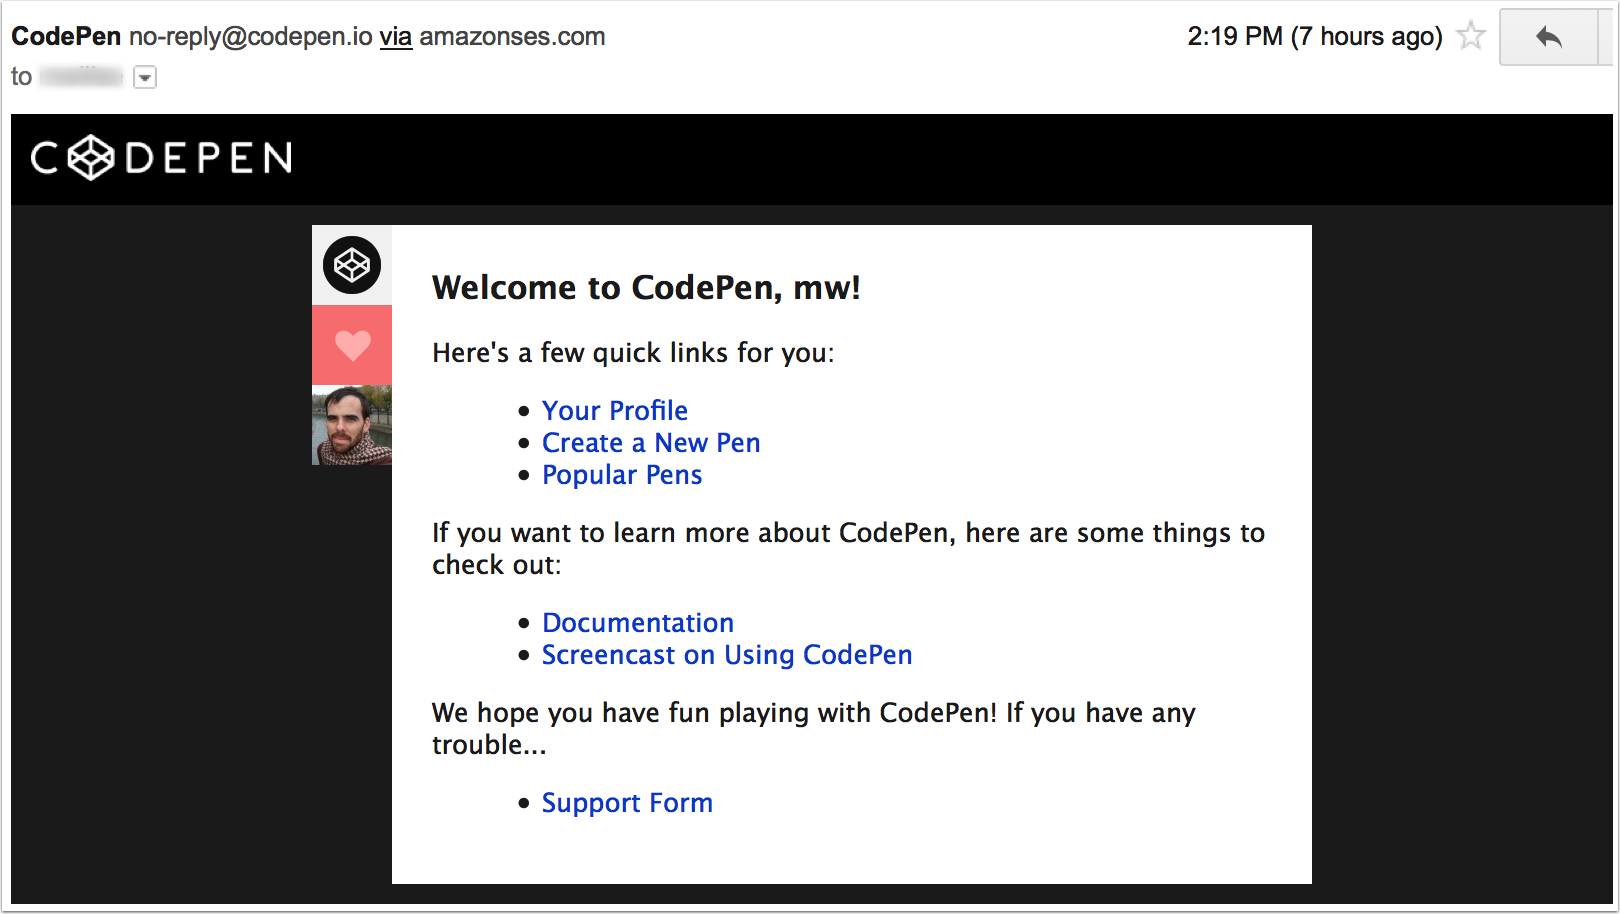 CodePen no-reply@codepen.io via amazonses.com 2:19 PM (7 hours ago)
to
CODEPEN
Welcome to CodePen, mw!
Here's a few quick links for you:
Your Profile
Create a New Pen
Popular Pens
If you want to learn more about CodePen, here are some things to
check out:
Documentation
Screencast on Using CodePen
We hope you have fun playing with CodePen! If you have any
trouble...
Support Form